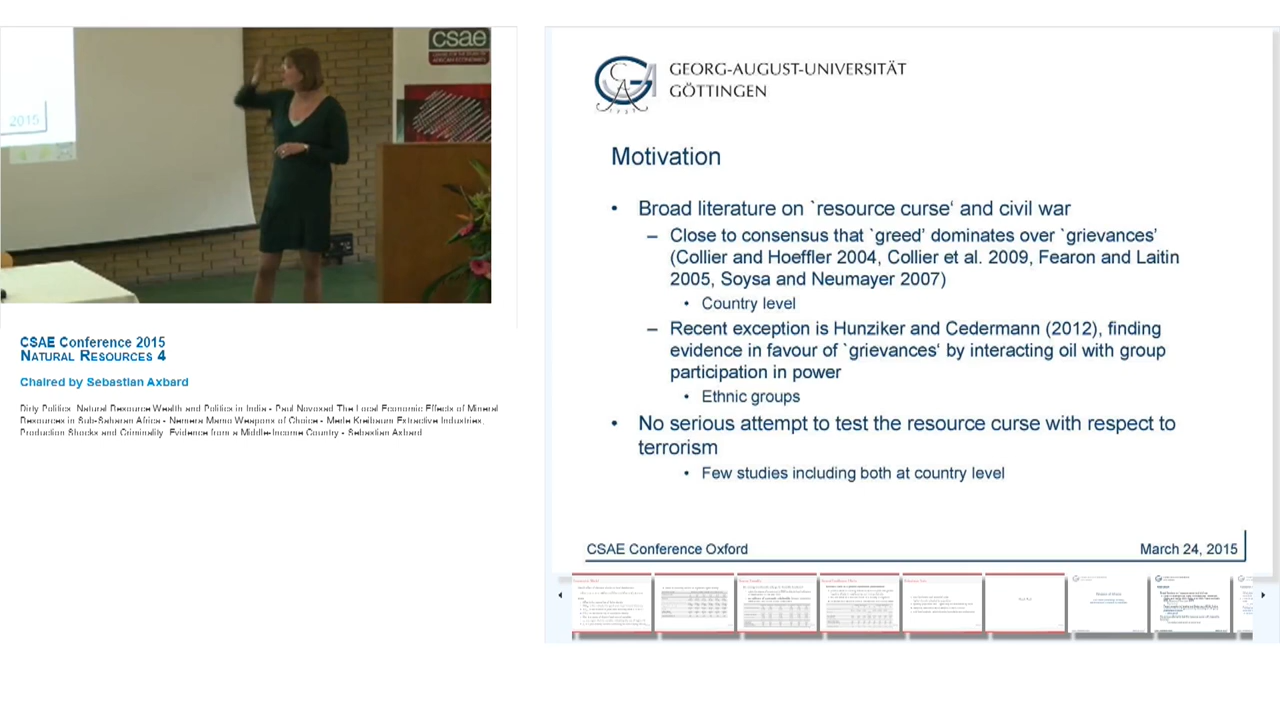 csae
2015
CSAE Conference 2015
Natural Resources 4
Chaired by Sebastian Axbard
Dirty Politics: Natural Resource Wealth and Politics in India - Paul Novosad The Local Economic Effects of Mineral
Resources in Sub-Saharan Africa - Nemera Mamo Weapons of Choice - Merle Kreibaum Extractive Industries,
Production Shocks and Criminality: Evidence from a Middle-Income Country - Sebastian Axbard
GEORG-AUGUST-UNIVERSITÄT
GÖTTINGEN
Motivation
• Broad literature on `resource curse‘ and civil war
– Close to consensus that `greed’ dominates over `grievances’
(Collier and Hoeffler 2004, Collier et al. 2009, Fearon and Laitin
2005, Soysa and Neumayer 2007)
• Country level
– Recent exception is Hunziker and Cedermann (2012), finding
evidence in favour of `grievances‘ by interacting oil with group
participation in power
• Ethnic groups
• No serious attempt to test the resource curse with respect to
terrorism
• Few studies including both at country level
CSAE Conference Oxford
March 24, 2015